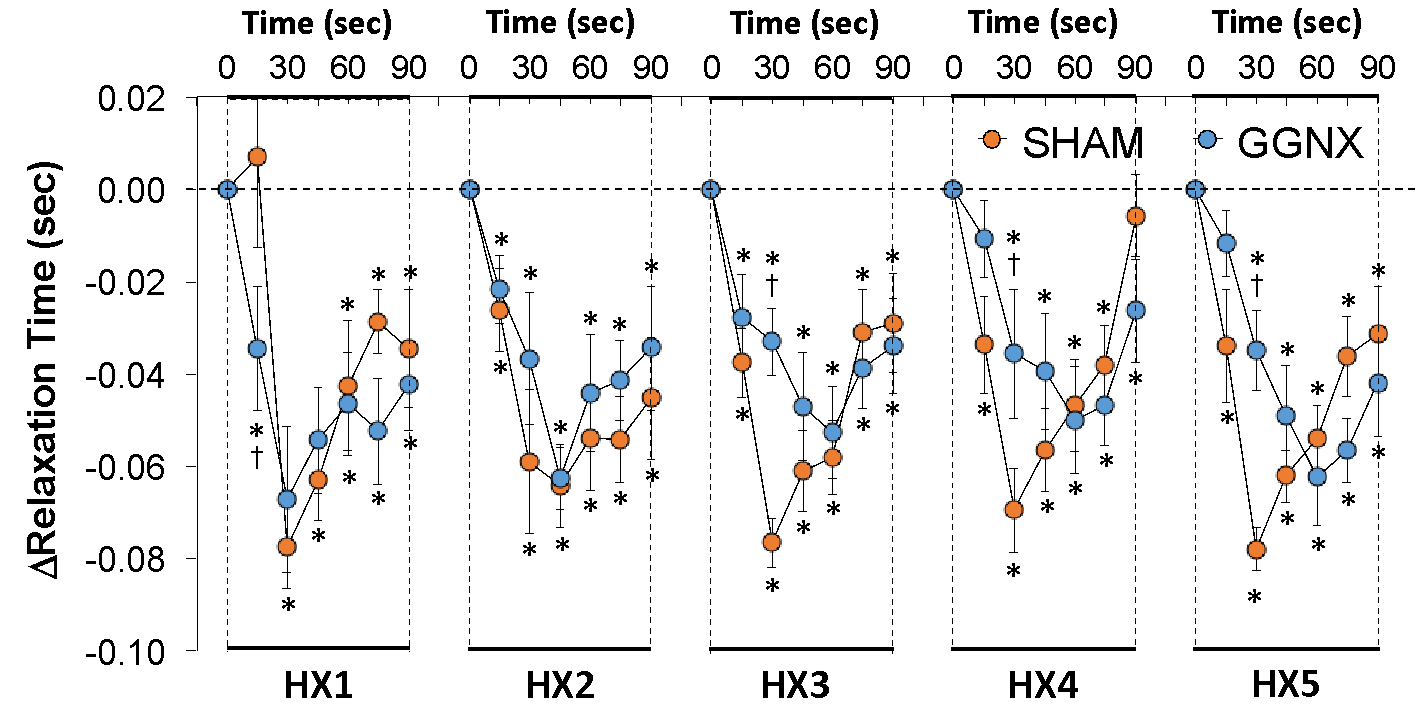 Time (sec) Time (sec) Time (sec) Time (sec) Time (sec)
0 30 60 90 0 30 60 90 0 30 60 90 0 30 60 90 0 30 60 90
0.02
SHAM GGNX
0.00
-0.02
-0.04
-0.06
-0.08
-0.10
ΔRelaxation Time (sec)
HX1 HX2 HX3 HX4 HX5